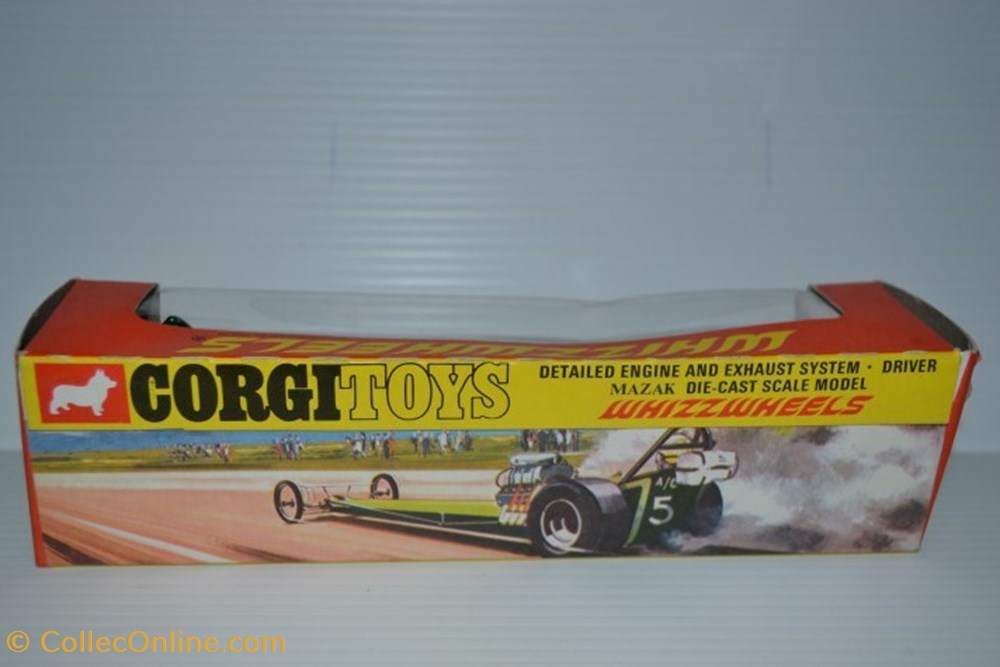 WHIZZWHEELS
CORGI TOYS
DETAILED ENGINE AND EXHAUST SYSTEM · DRIVER
MAZAK DIE-CAST SCALE MODEL
WHIZZWHEELS
A/C
5
© CollecOnline.com